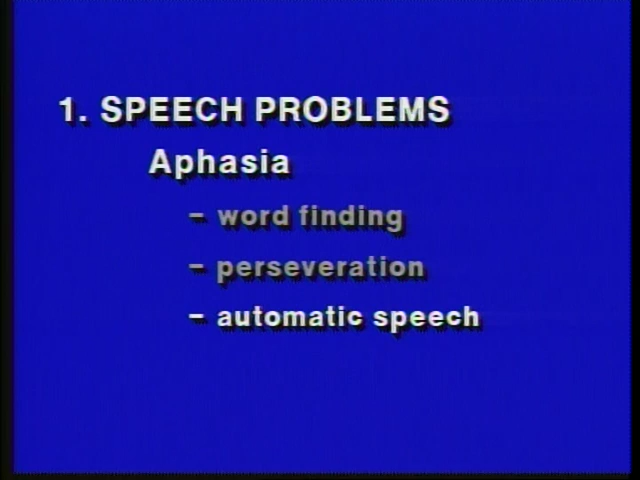 1. SPEECH PROBLEMS
Aphasia
– word finding
– perseveration
– automatic speech